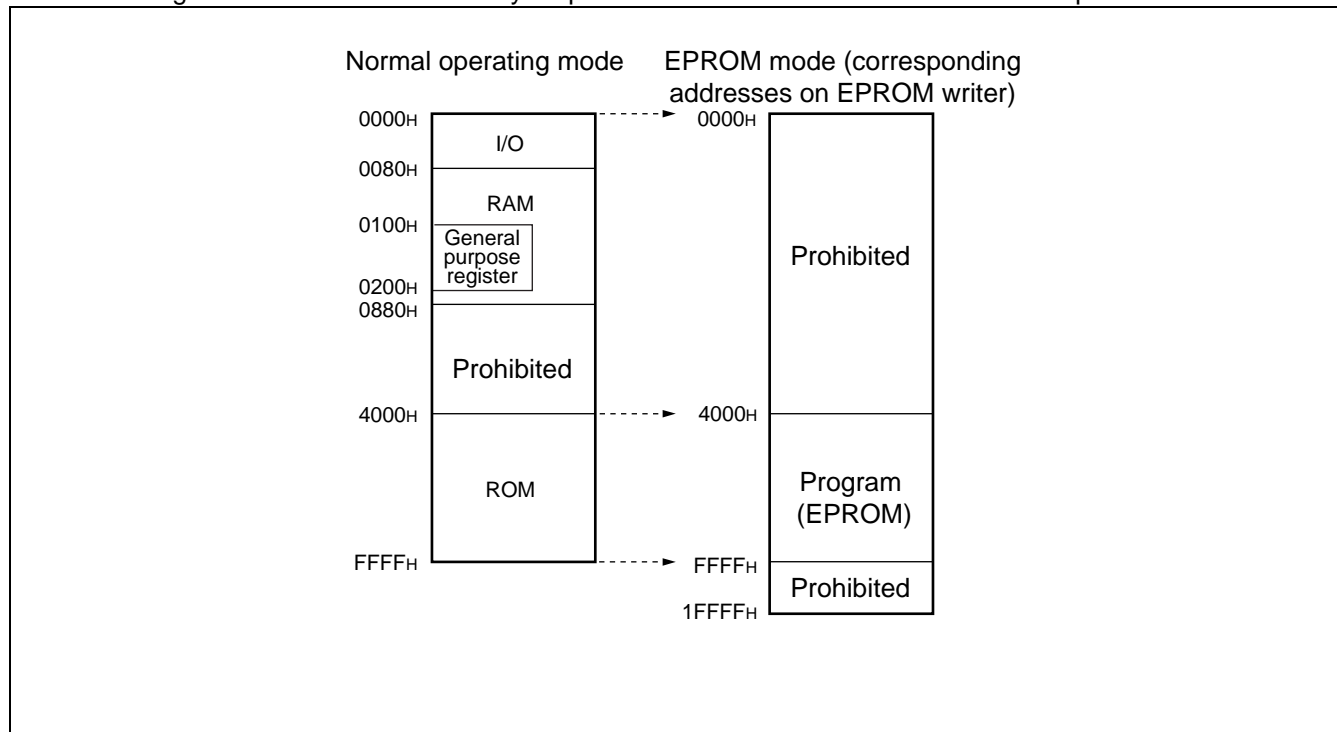 Normal operating mode
EPROM mode (corresponding
addresses on EPROM writer)
0000H
I/O
0080H
RAM
0100H
General
purpose
register
0200H
0880H
Prohibited
4000H
ROM
FFFFH
0000H
Prohibited
4000H
Program
(EPROM)
FFFFH
Prohibited
1FFFFH